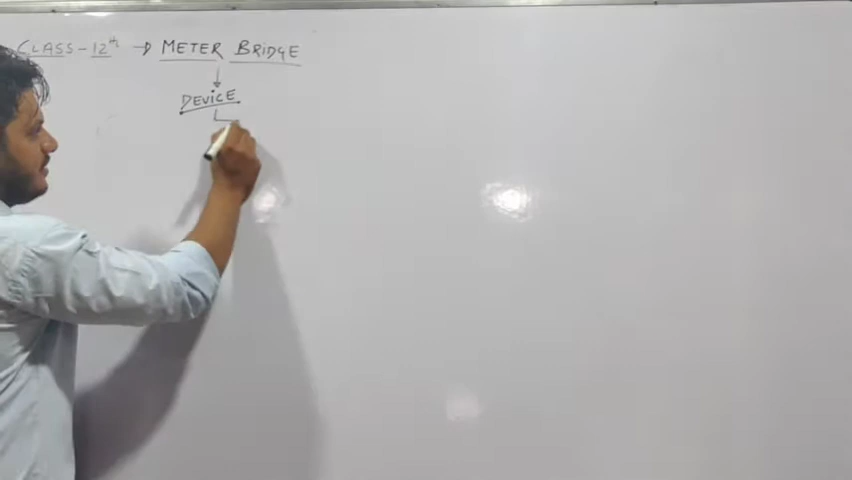 CLASS-12th → METER BRIDGE
DEVICE